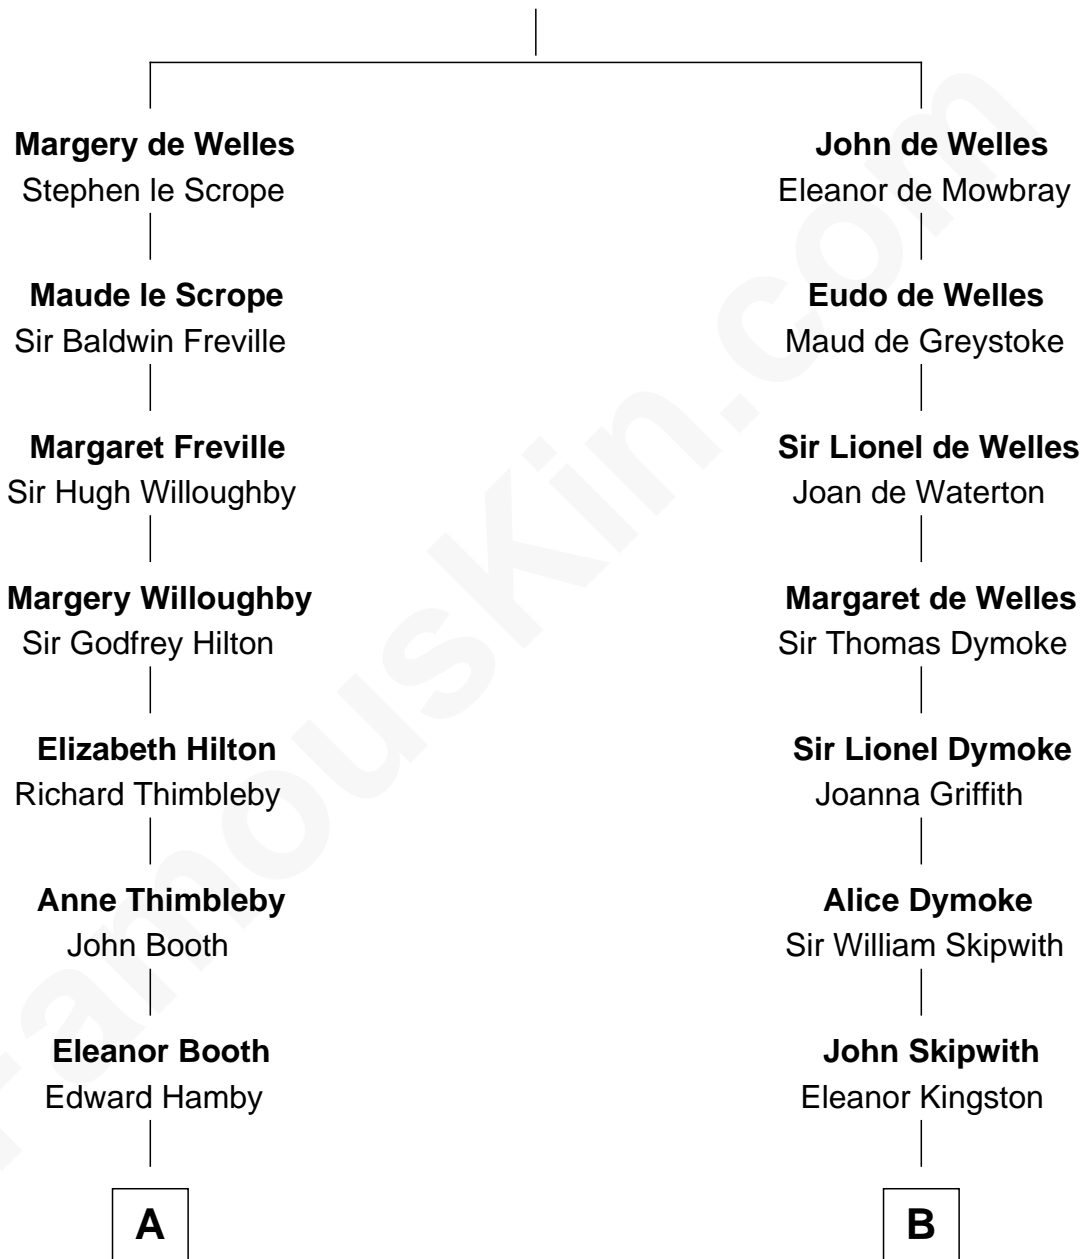 Margery de Welles
Stephen le Scrope
John de Welles
Eleanor de Mowbray
Maude le Scrope
Sir Baldwin Freville
Eudo de Welles
Maud de Greystoke
Margaret Freville
Sir Hugh Willoughby
Sir Lionel de Welles
Joan de Waterton
Margery Willoughby
Sir Godfrey Hilton
Margaret de Welles
Sir Thomas Dymoke
Elizabeth Hilton
Richard Thimbleby
Sir Lionel Dymoke
Joanna Griffith
Anne Thimbleby
John Booth
Alice Dymoke
Sir William Skipwith
Eleanor Booth
Edward Hamby
John Skipwith
Eleanor Kingston
A
B
FamousKin.com